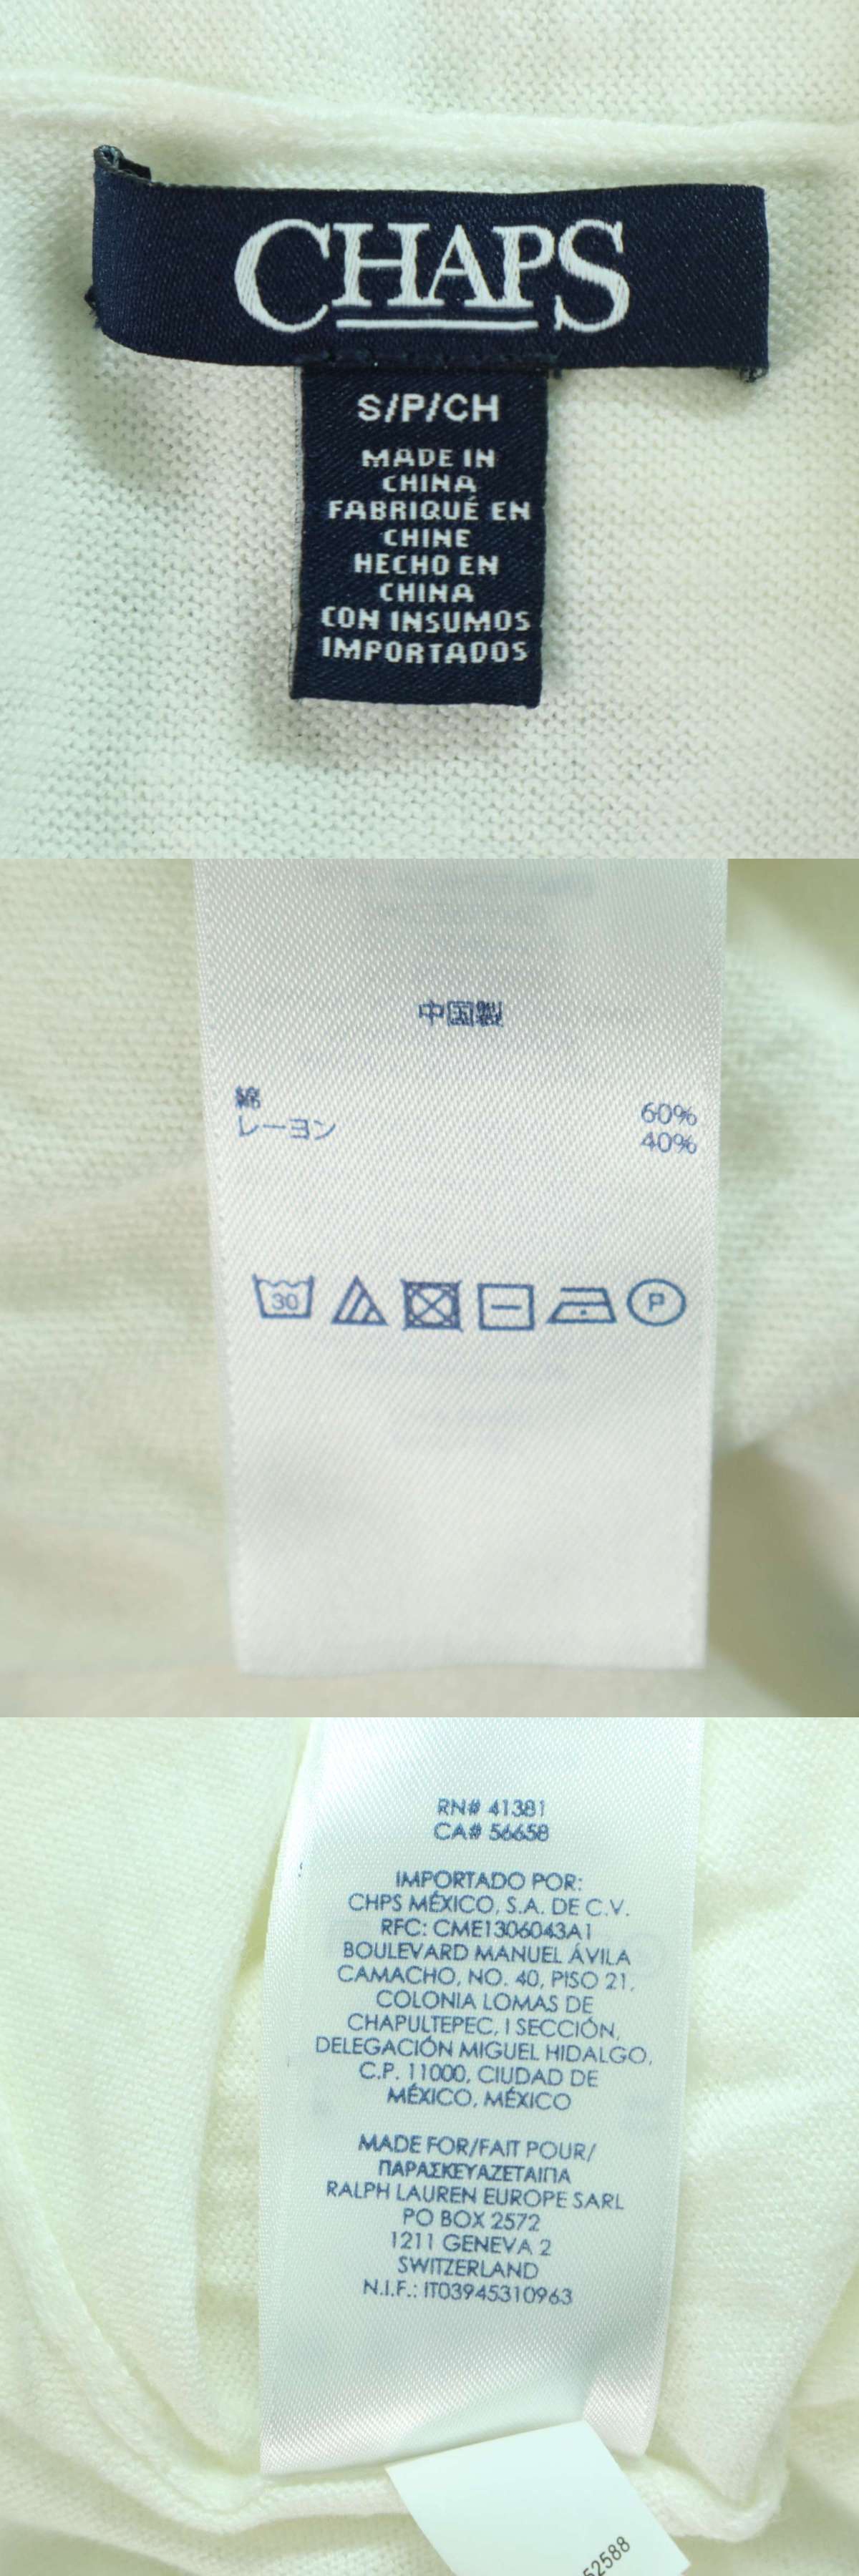 CHAPS
S/P/CH
MADE IN
CHINA
FABRIQUÉ EN
CHINE
HECHO EN
CHINA
CON INSUMOS
IMPORTADOS
中国製
綿 60%
レーヨン 40%
30
P
RN# 41381
CA# 56658
IMPORTADO POR:
CHPS MÉXICO, S.A. DE C.V.
RFC: CME1306043A1
BOULEVARD MANUEL ÁVILA
CAMACHO, NO. 40, PISO 21,
COLONIA LOMAS DE
CHAPULTEPEC, I SECCIÓN,
DELEGACIÓN MIGUEL HIDALGO,
C.P. 11000, CIUDAD DE
MÉXICO, MÉXICO
MADE FOR/FAIT POUR/
ΠΑΡΑΣΚΕΥΑΖΕΤΑΙΓΙΑ
RALPH LAUREN EUROPE SARL
PO BOX 2572
1211 GENEVA 2
SWITZERLAND
N.I.F.: IT03945310963
52588